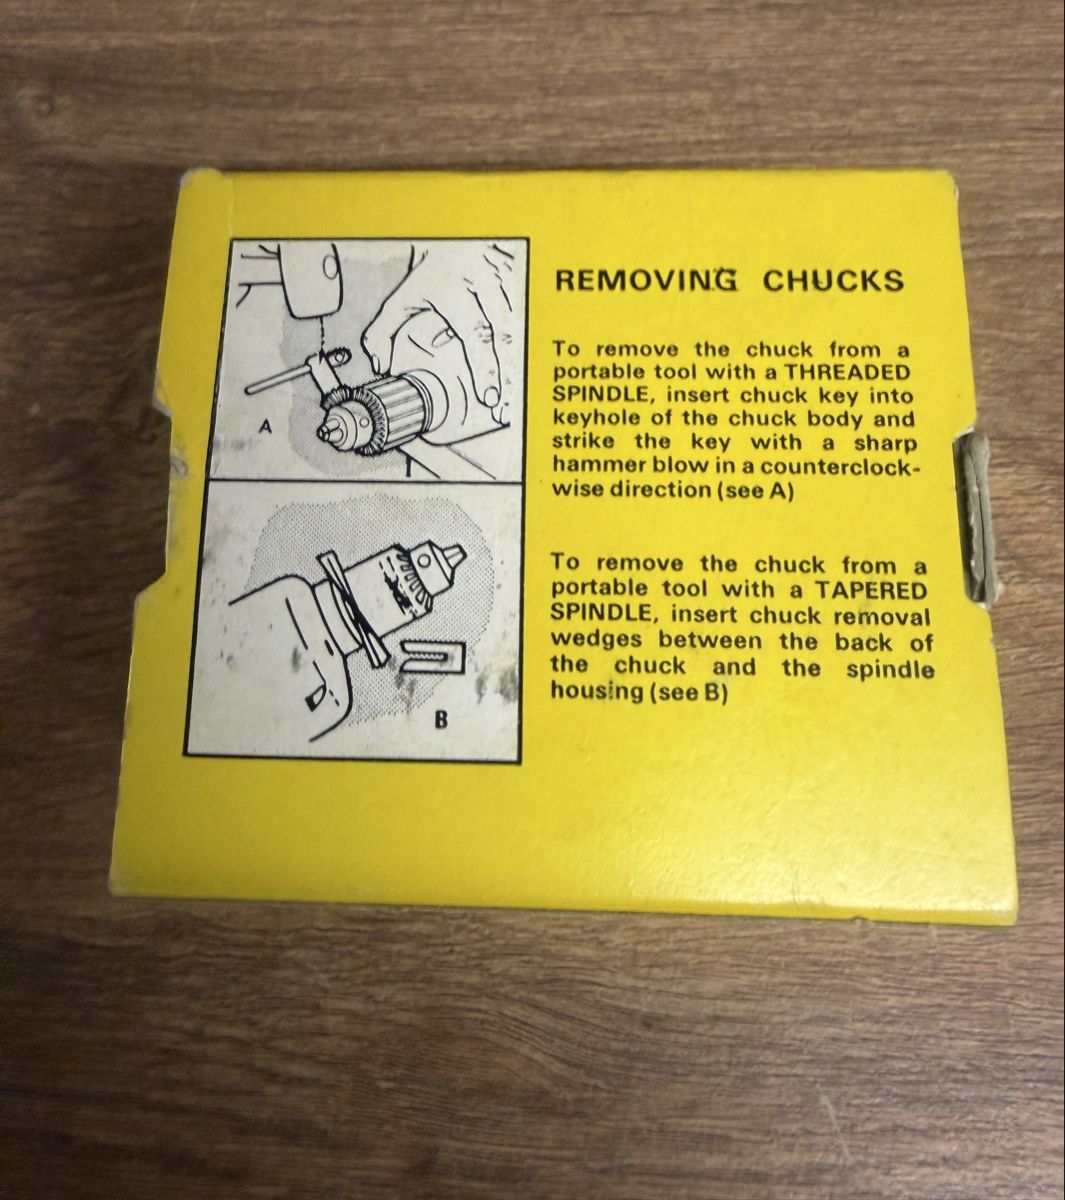 REMOVING CHUCKS
To remove the chuck from a
portable tool with a THREADED
SPINDLE, insert chuck key into
keyhole of the chuck body and
strike the key with a sharp
hammer blow in a counterclock-
wise direction (see A)
To remove the chuck from a
portable tool with a TAPERED
SPINDLE, insert chuck removal
wedges between the back of
the chuck and the spindle
housing (see B)
A
B